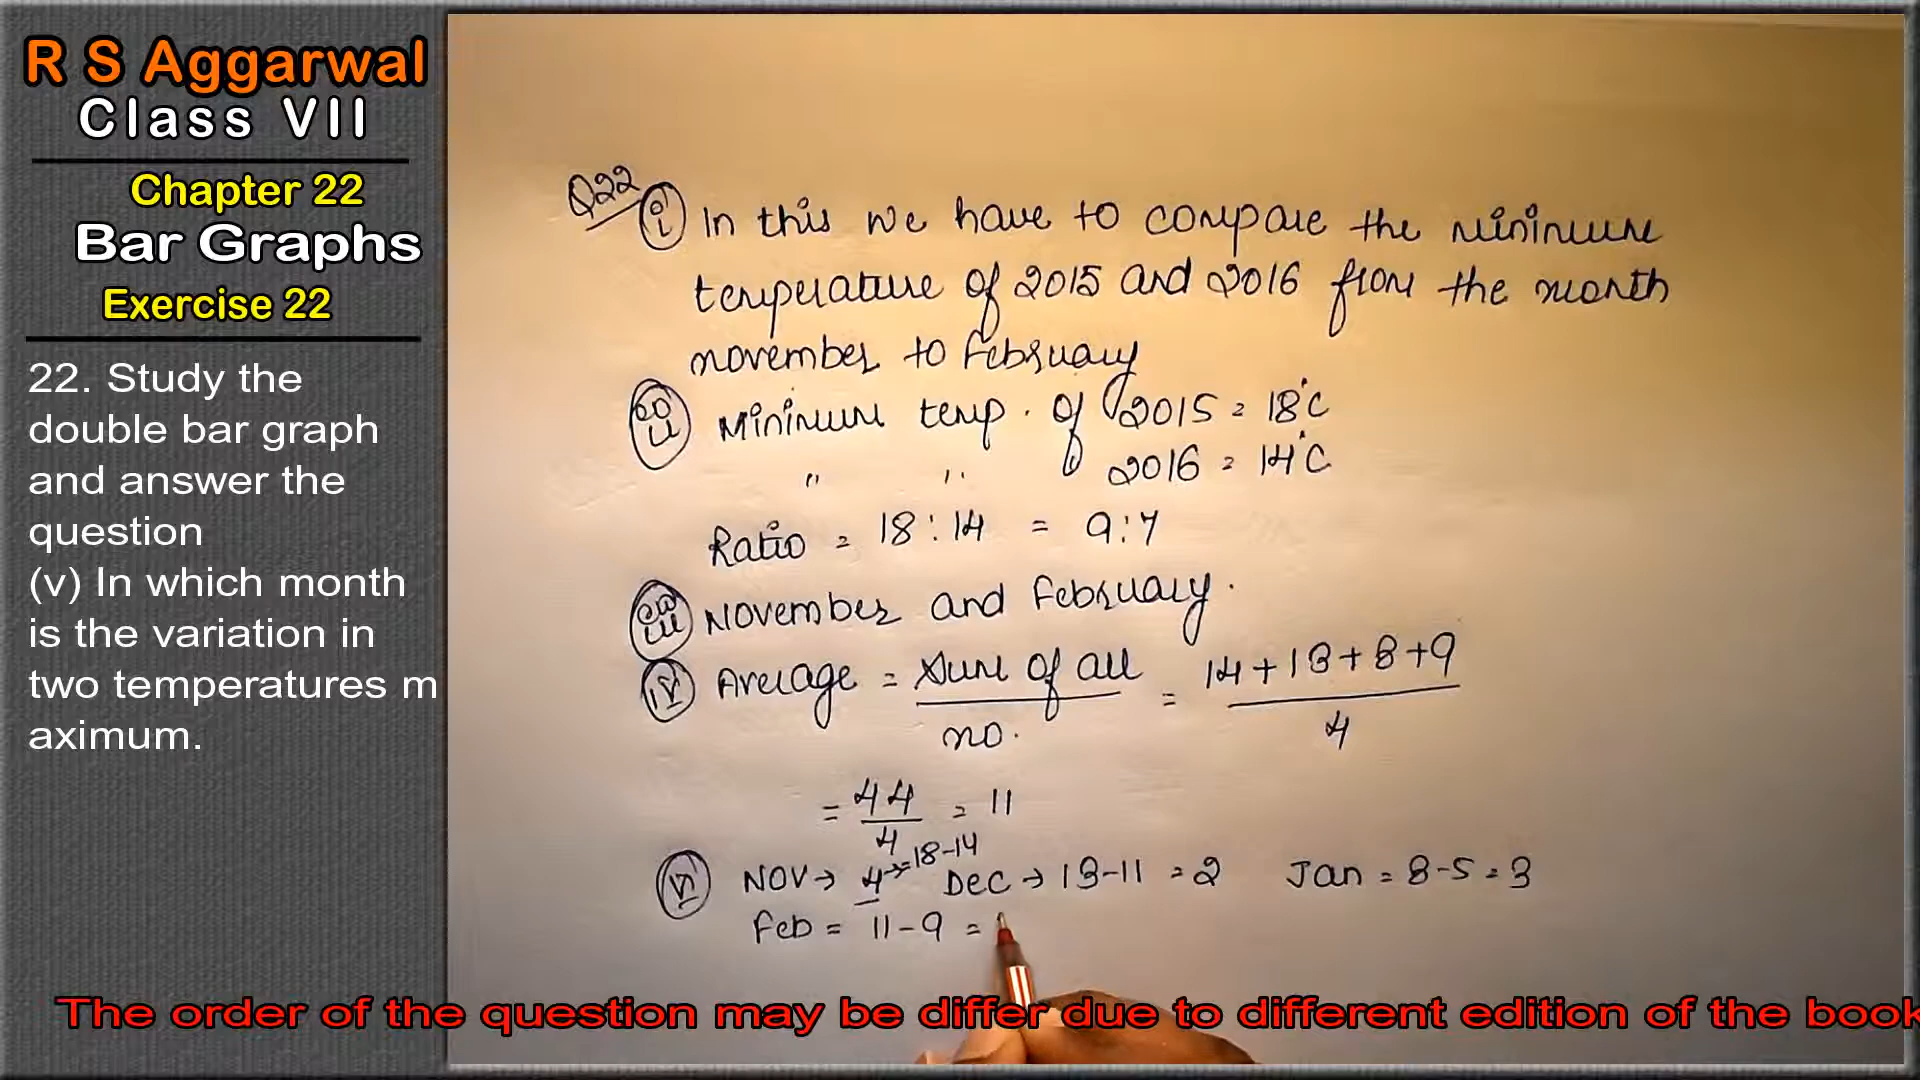 R S Aggarwal
Class VII
Chapter 22
Bar Graphs
Exercise 22
22. Study the
double bar graph
and answer the
question
(v) In which month
is the variation in
two temperatures m
aximum.
Q22 (i) In this we have to compare the minimum
temperature of 2015 and 2016 from the month
november to February
(ii) Minimum temp. of 2015 = 18°C
" " of 2016 = 14°C
Ratio = 18:14 = 9:7
(iii) November and February.
(iv) Average = Sum of all / no. = 14+13+8+9 / 4
= 44/4 = 11
(v) Nov → 4 → =18-14 Dec → 13-11 = 2 Jan = 8-5 = 3
Feb = 11-9 =
The order of the question may be differ due to different edition of the book